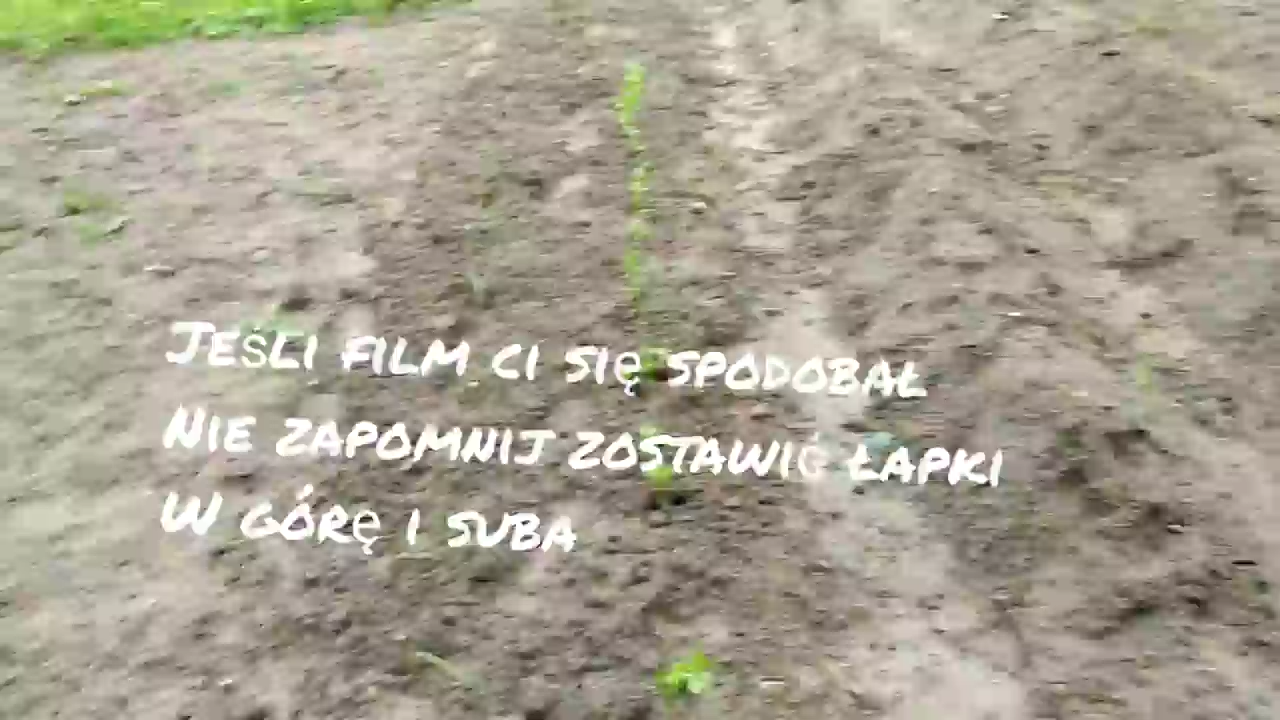 Jeśli film ci się spodobał
Nie zapomnij zostawić łapki
w górę i suba